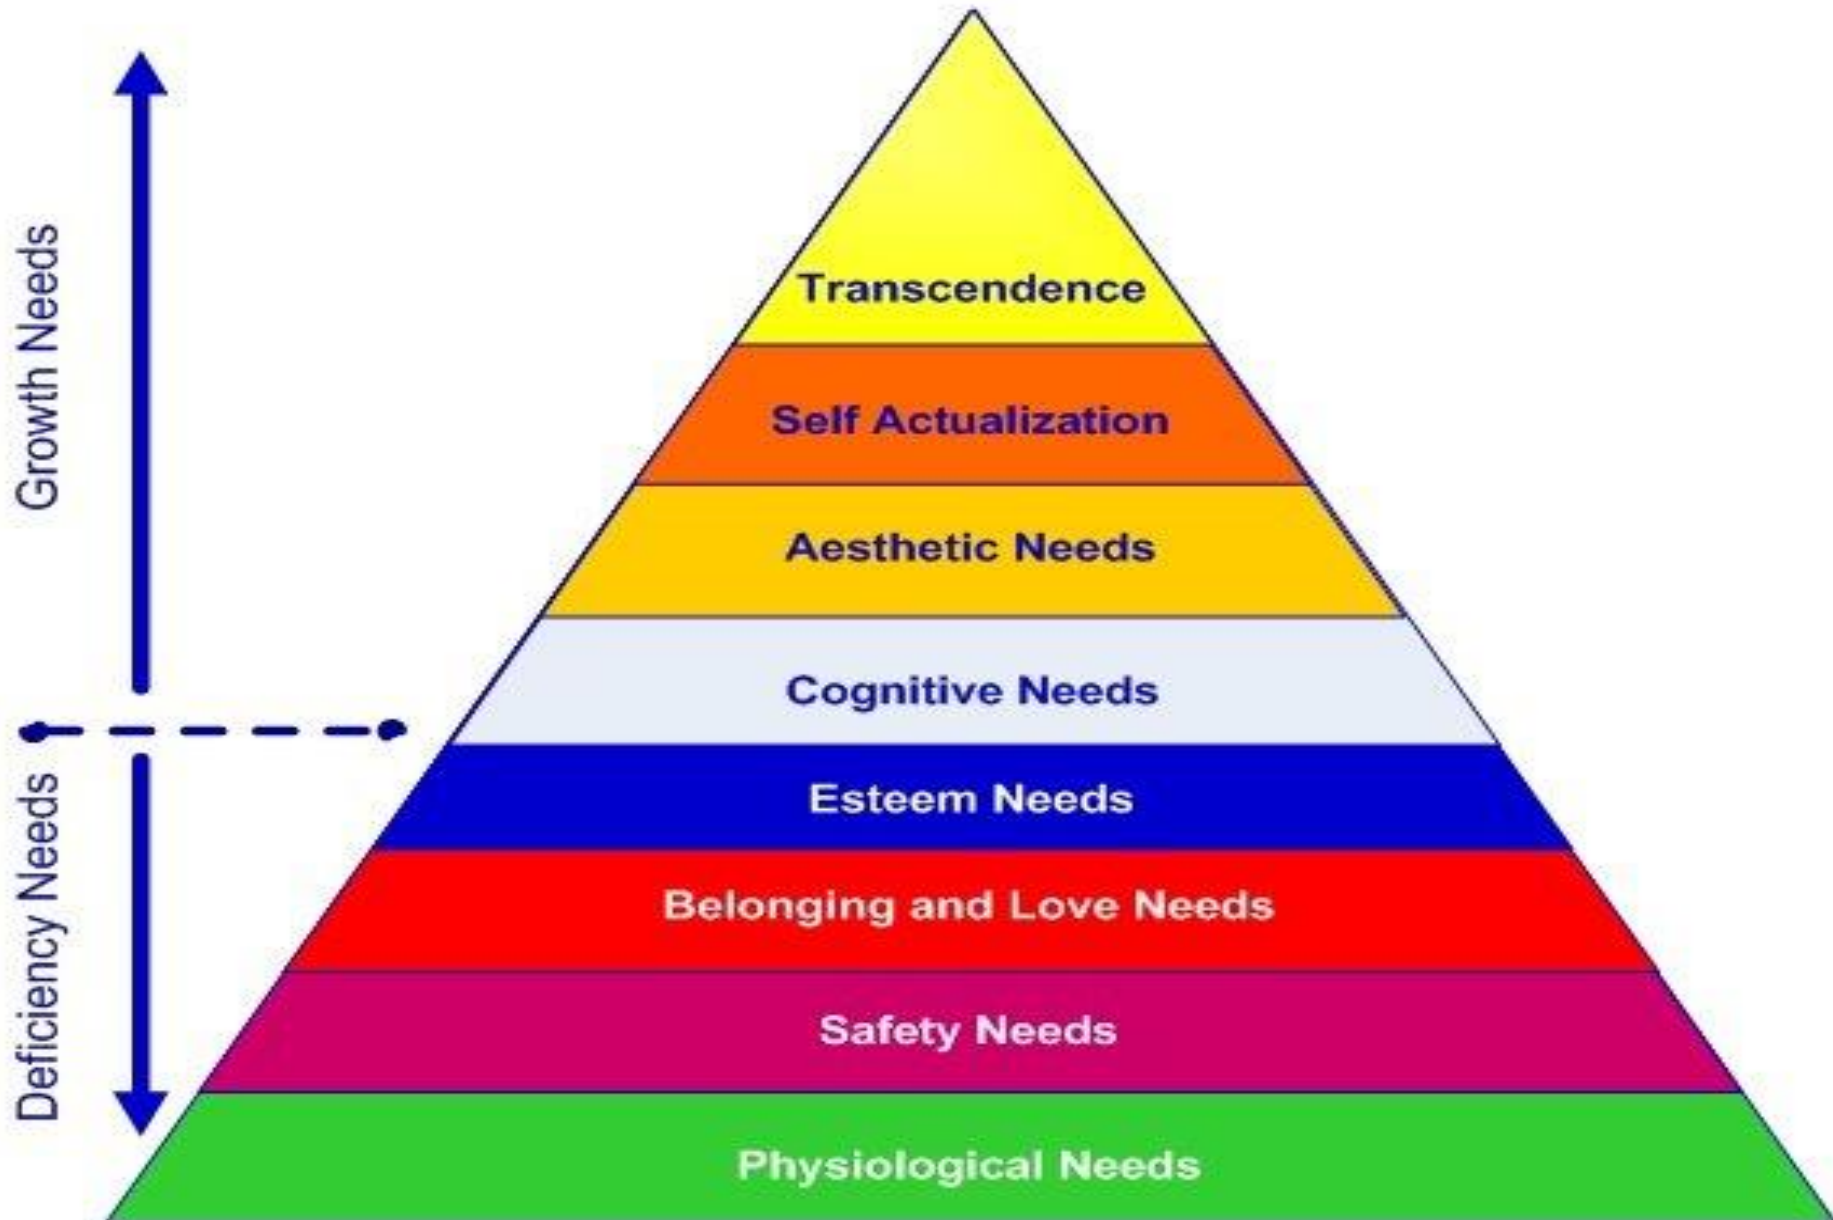 Growth Needs
Deficiency Needs
Transcendence
Self Actualization
Aesthetic Needs
Cognitive Needs
Esteem Needs
Belonging and Love Needs
Safety Needs
Physiological Needs